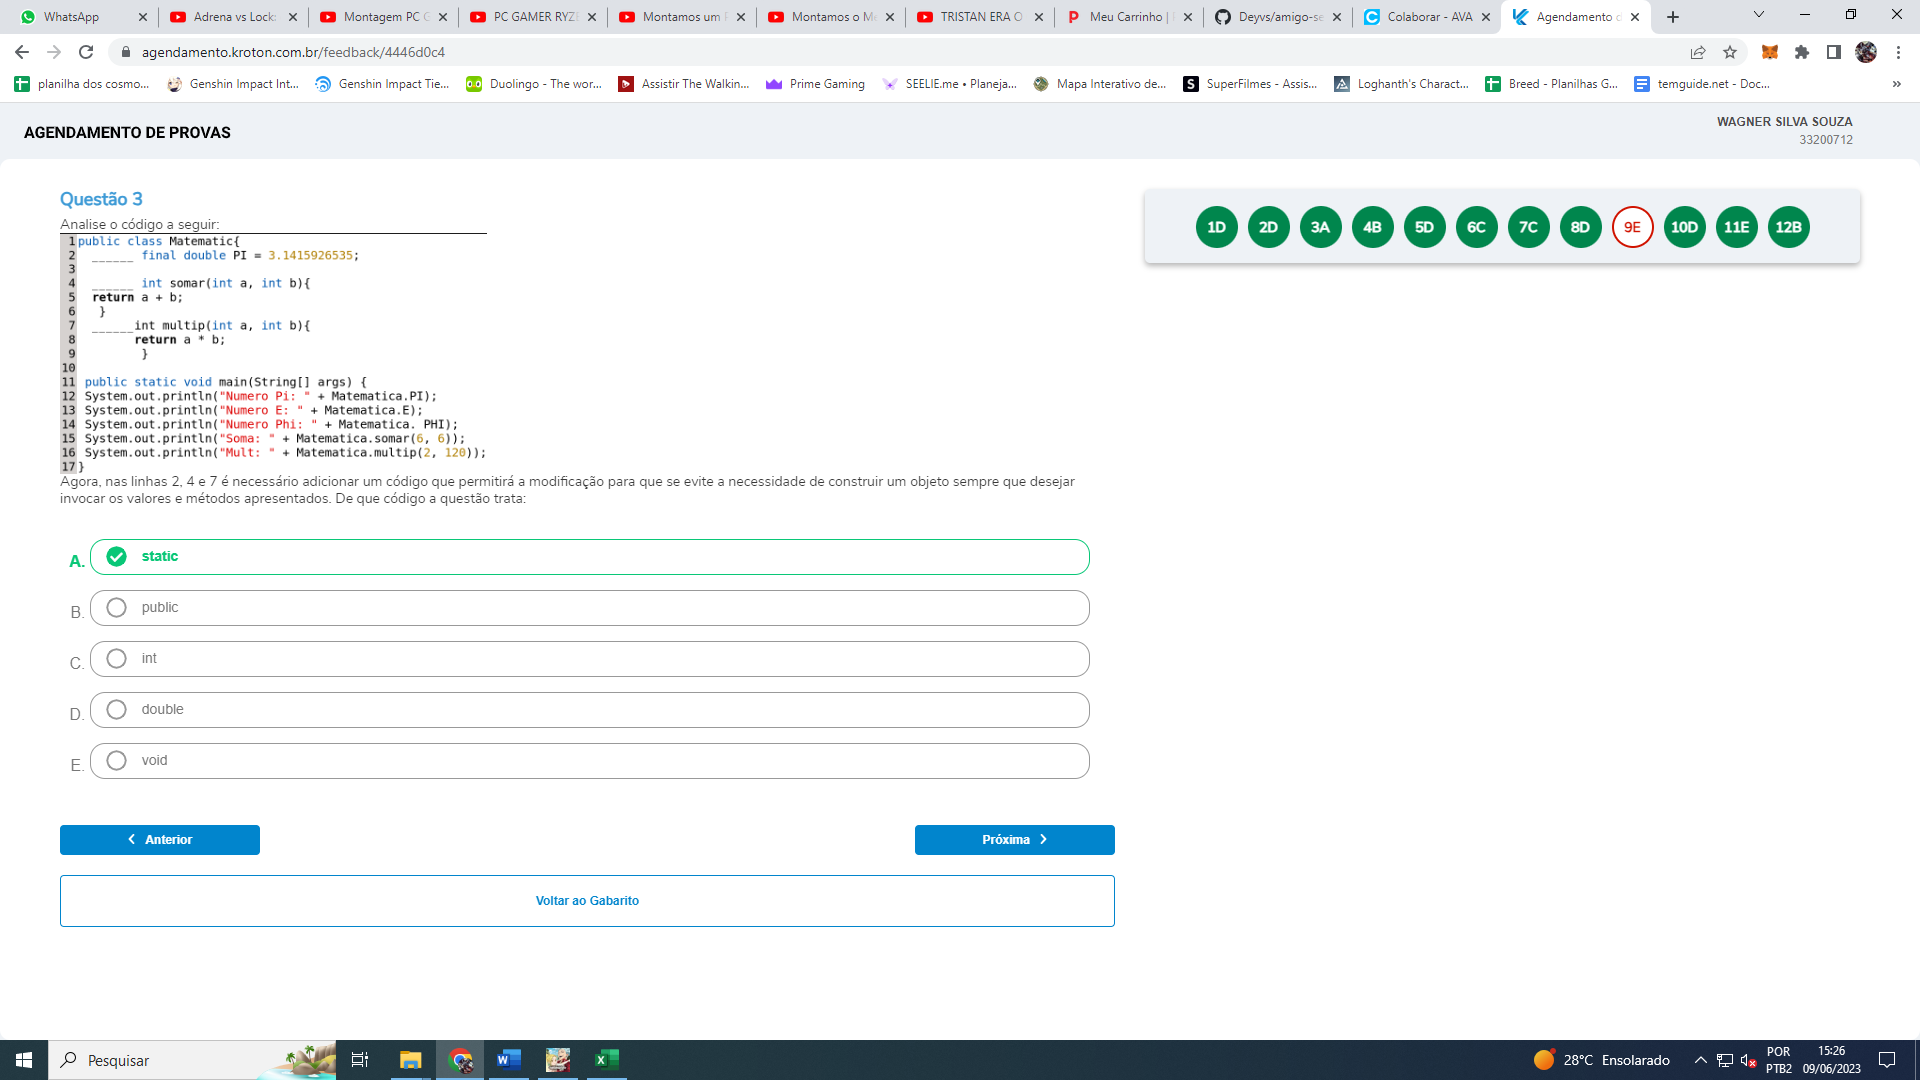 WhatsApp
Adrena vs Lock
Montagem PC G
PC GAMER RYZE
Montamos um
Montamos o Me
TRISTAN ERA O
Meu Carrinho |
Deyvs/amigo-se
Colaborar - AVA
Agendamento d
agendamento.kroton.com.br/feedback/4446d0c4
planilha dos cosmo...
Genshin Impact Int...
Genshin Impact Tie...
Duolingo - The wor...
Assistir The Walkin...
Prime Gaming
SEELIE.me • Planeja...
Mapa Interativo de...
SuperFilmes - Assis...
Loghanth's Charact...
Breed - Planilhas G...
temguide.net - Doc...
»
AGENDAMENTO DE PROVAS
WAGNER SILVA SOUZA
33200712
Questão 3
1D 2D 3A 4B 5D 6C 7C 8D 9E 10D 11E 12B
Analise o código a seguir:
1 public class Matematic{
2 ______ final double PI = 3.1415926535;
3
4 ______ int somar(int a, int b){
5 return a + b;
6 }
7 ______int multip(int a, int b){
8 return a * b;
9 }
10
11 public static void main(String[] args) {
12 System.out.println("Numero Pi: " + Matematica.PI);
13 System.out.println("Numero E: " + Matematica.E);
14 System.out.println("Numero Phi: " + Matematica. PHI);
15 System.out.println("Soma: " + Matematica.somar(6, 6));
16 System.out.println("Mult: " + Matematica.multip(2, 120));
17 }
Agora, nas linhas 2, 4 e 7 é necessário adicionar um código que permitirá a modificação para que se evite a necessidade de construir um objeto sempre que desejar
invocar os valores e métodos apresentados. De que código a questão trata:
A. static
B. public
C. int
D. double
E. void
Anterior
Próxima
Voltar ao Gabarito
Pesquisar
28°C Ensolarado
POR
PTB2
15:26
09/06/2023